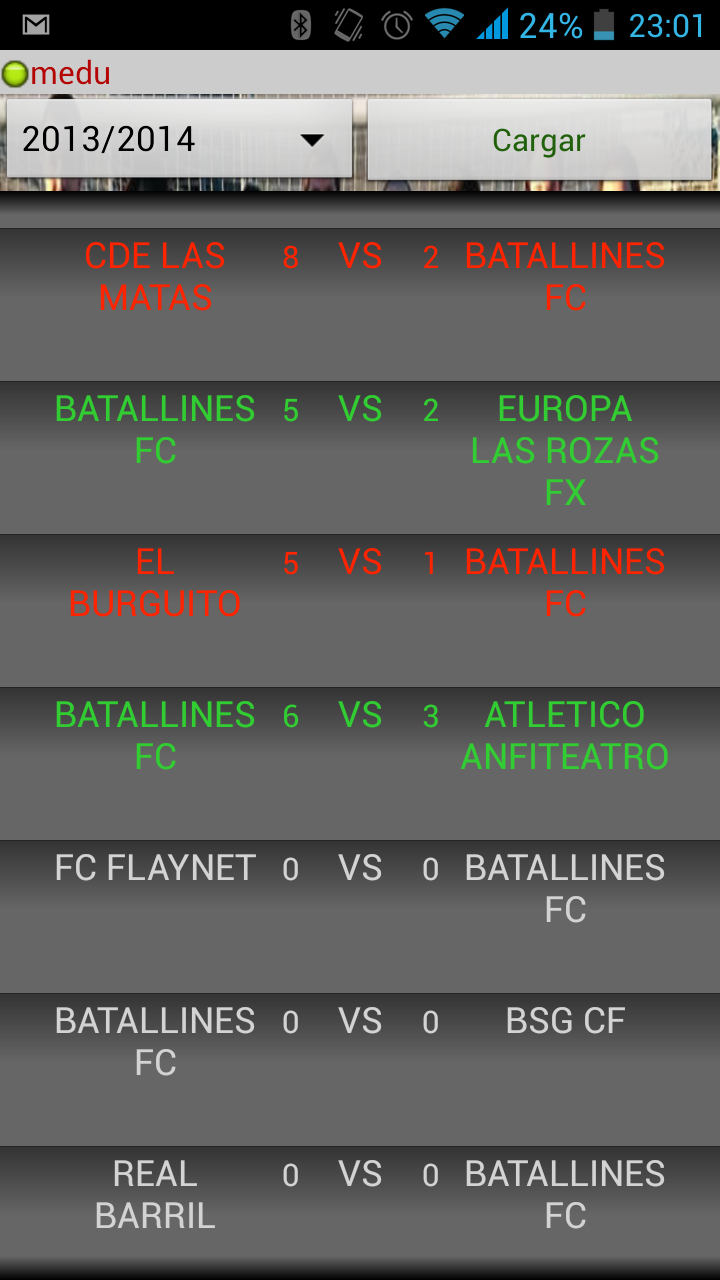 24% 23:01
medu
2013/2014 Cargar
CDE LAS 8 VS 2 BATALLINES
MATAS FC
BATALLINES 5 VS 2 EUROPA
FC LAS ROZAS
FX
EL 5 VS 1 BATALLINES
BURGUITO FC
BATALLINES 6 VS 3 ATLETICO
FC ANFITEATRO
FC FLAYNET 0 VS 0 BATALLINES
FC
BATALLINES 0 VS 0 BSG CF
FC
REAL 0 VS 0 BATALLINES
BARRIL FC